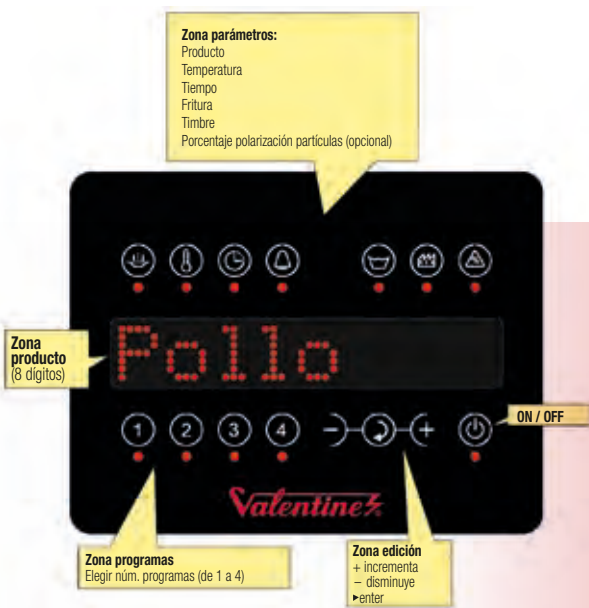 Zona parámetros:
Producto
Temperatura
Tiempo
Fritura
Timbre
Porcentaje polarización partículas (opcional)
Zona
producto
(8 dígitos)
Pollo
ON / OFF
1 2 3 4 - +
Valentine
Zona programas
Elegir núm. programas (de 1 a 4)
Zona edición
+ incrementa
− disminuye
▸enter